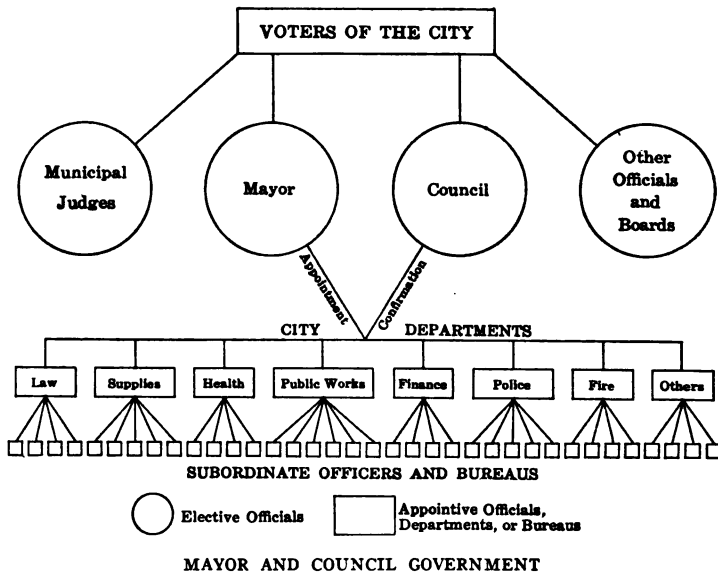 VOTERS OF THE CITY
Municipal
Judges
Mayor
Council
Other
Officials
and
Boards
Appointment
Confirmation
CITY DEPARTMENTS
Law
Supplies
Health
Public Works
Finance
Police
Fire
Others
SUBORDINATE OFFICERS AND BUREAUS
Elective Officials
Appointive Officials,
Departments, or Bureaus
MAYOR AND COUNCIL GOVERNMENT